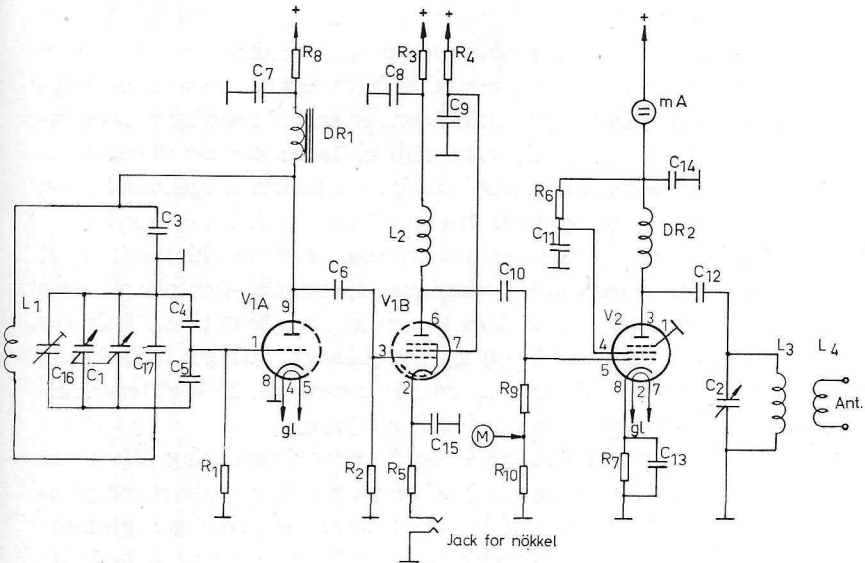 + + + +
R8 R3 R4
C7 C8
mA
C9
DR1
C14
R6
C3 L2 DR2
C11
C6 C10 C12
L1 V1A V1B V2
C4 9 6 3 1
1 3 7 4 L3 L4
C16 C1 C17 C5 5 C2 Ant.
8 4 5 2 8 2 7
gl R9 gl
C15
M
R1 R2 R5 R10 R7 C13
Jack for nökkel